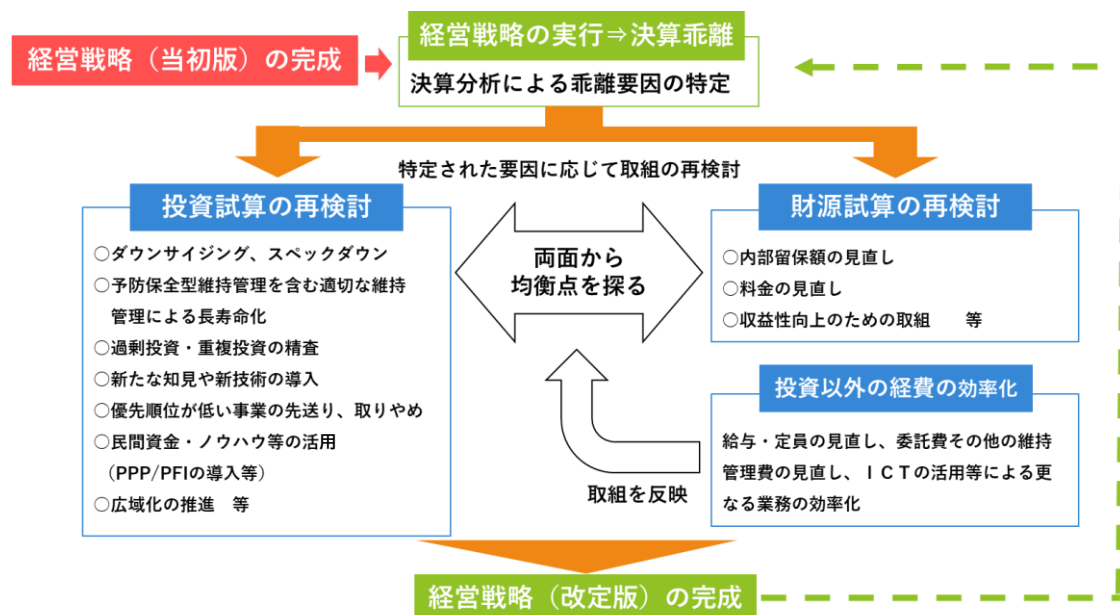 経営戦略（当初版）の完成
経営戦略の実行⇒決算乖離
決算分析による乖離要因の特定
特定された要因に応じて取組の再検討
投資試算の再検討
○ダウンサイジング、スペックダウン
○予防保全型維持管理を含む適切な維持
管理による長寿命化
○過剰投資・重複投資の精査
○新たな知見や新技術の導入
○優先順位が低い事業の先送り、取りやめ
○民間資金・ノウハウ等の活用
（PPP/PFIの導入等）
○広域化の推進　等
両面から
均衡点を探る
財源試算の再検討
○内部留保額の見直し
○料金の見直し
○収益性向上のための取組　　等
投資以外の経費の効率化
給与・定員の見直し、委託費その他の維持
管理費の見直し、ＩＣＴの活用等による更
なる業務の効率化
取組を反映
経営戦略（改定版）の完成